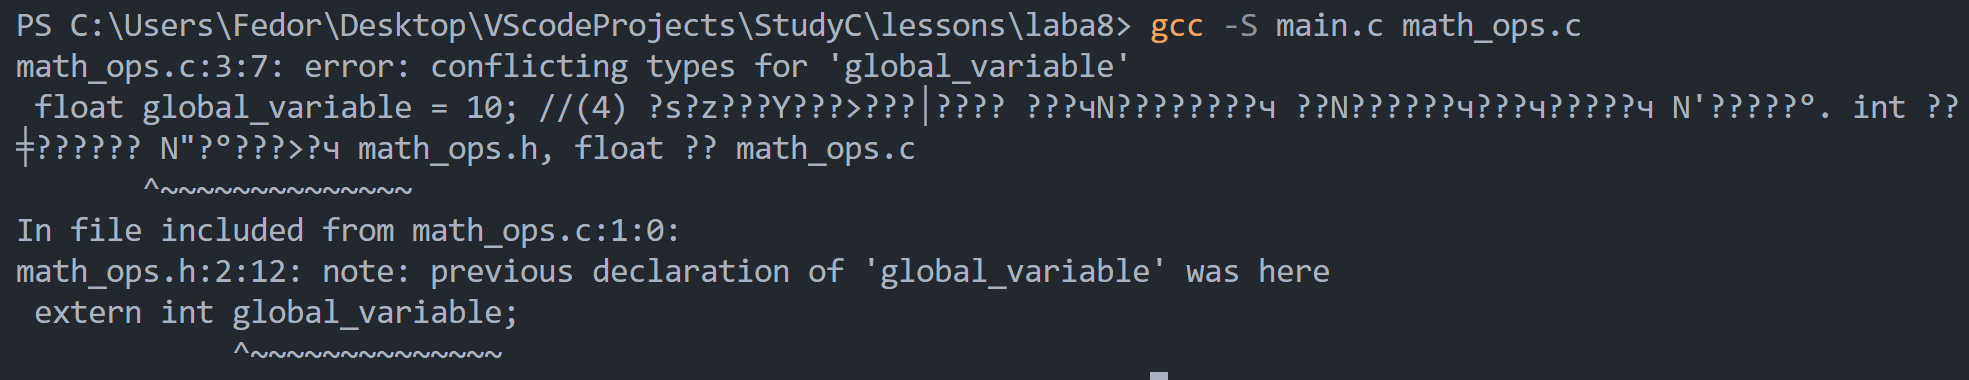 PS C:\Users\Fedor\Desktop\VScodeProjects\StudyC\lessons\laba8> gcc -S main.c math_ops.c
math_ops.c:3:7: error: conflicting types for 'global_variable'
 float global_variable = 10; //(4) ?s?z???Y???>???│???? ???чN????????ч ??N??????ч???ч?????ч N'?????°. int ??
╪?????? N"?°???>?ч math_ops.h, float ?? math_ops.c
       ^~~~~~~~~~~~~~~
In file included from math_ops.c:1:0:
math_ops.h:2:12: note: previous declaration of 'global_variable' was here
 extern int global_variable;
            ^~~~~~~~~~~~~~~